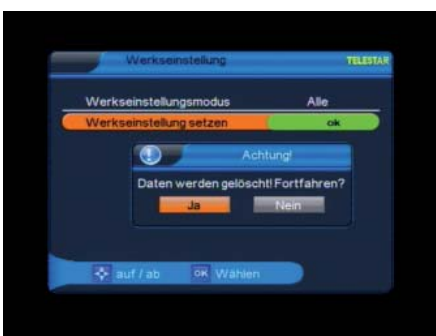 Werkseinstellung TELESTAR
Werkseinstellungsmodus Alle
Werkseinstellung setzen ok
Achtung!
Daten werden gelöscht! Fortfahren?
Ja Nein
auf / ab OK Wählen